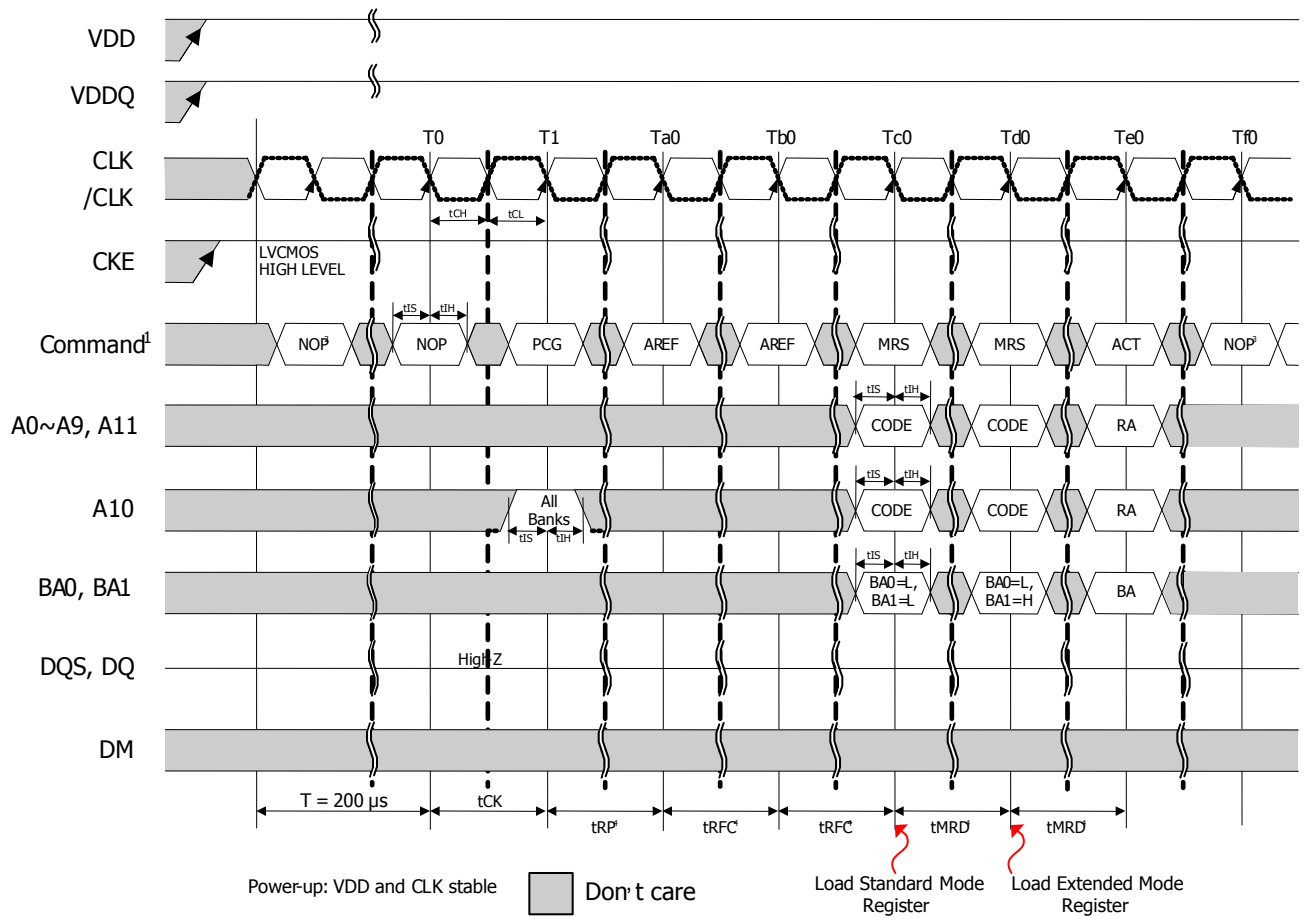 VDD
VDDQ
T0 T1 Ta0 Tb0 Tc0 Td0 Te0 Tf0
CLK
/CLK
tCH tCL
CKE
LVCMOS
HIGH LEVEL
tIS tIH
Command1 NOP3 NOP PCG AREF AREF MRS MRS ACT NOP3
tIS tIH
A0~A9, A11 CODE CODE RA
tIS tIH
A10 All
Banks CODE CODE RA
tIS tIH
tIS tIH
BA0, BA1 BA0=L,
BA1=L BA0=L,
BA1=H BA
DQS, DQ High-Z
DM
T = 200 µs tCK
tRP4 tRFC4 tRFC4 tMRD4 tMRD4
Power-up: VDD and CLK stable
Don't care
Load Standard Mode
Register
Load Extended Mode
Register